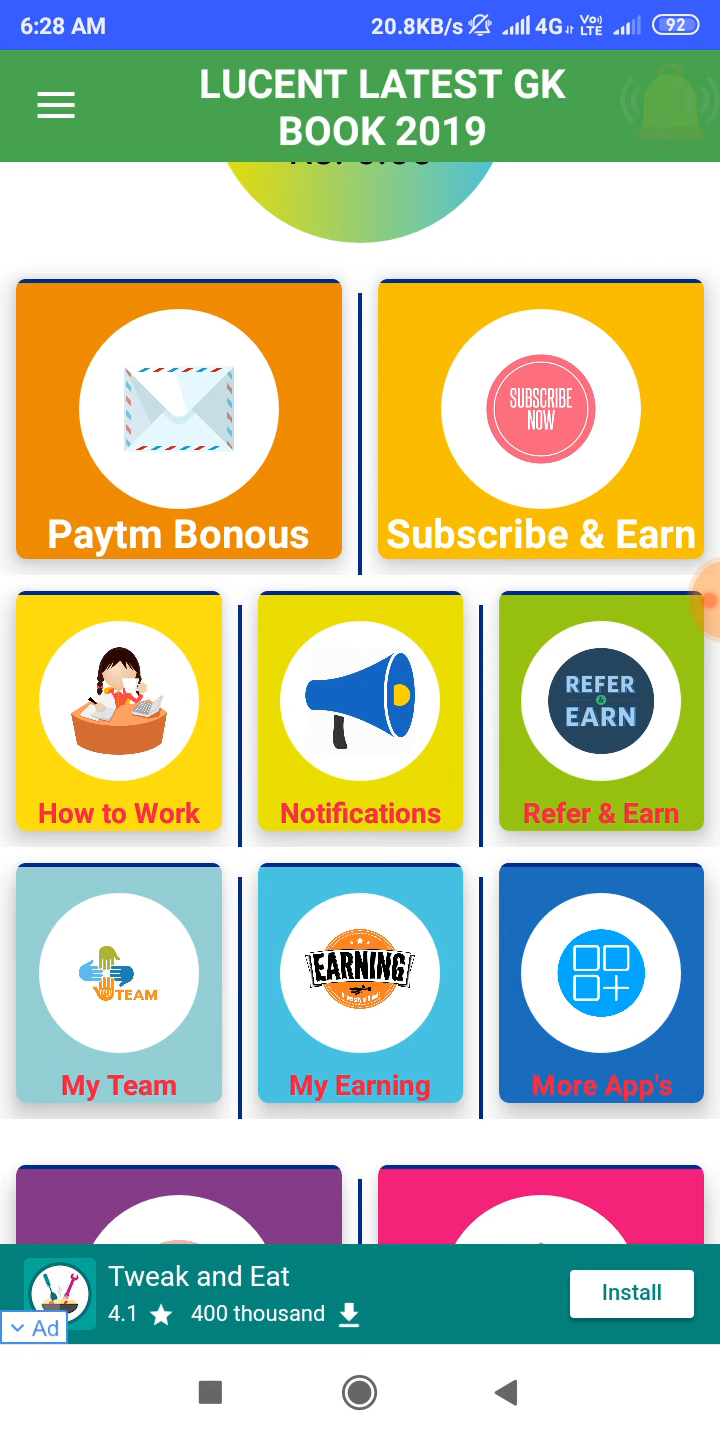 6:28 AM 20.8KB/s 4G Vo) LTE 92
LUCENT LATEST GK
BOOK 2019
SUBSCRIBE
NOW
Paytm Bonous Subscribe & Earn
REFER
&
EARN
How to Work Notifications Refer & Earn
TEAM EARNING
My Team My Earning More App's
Tweak and Eat
4.1 400 thousand
Install
Ad